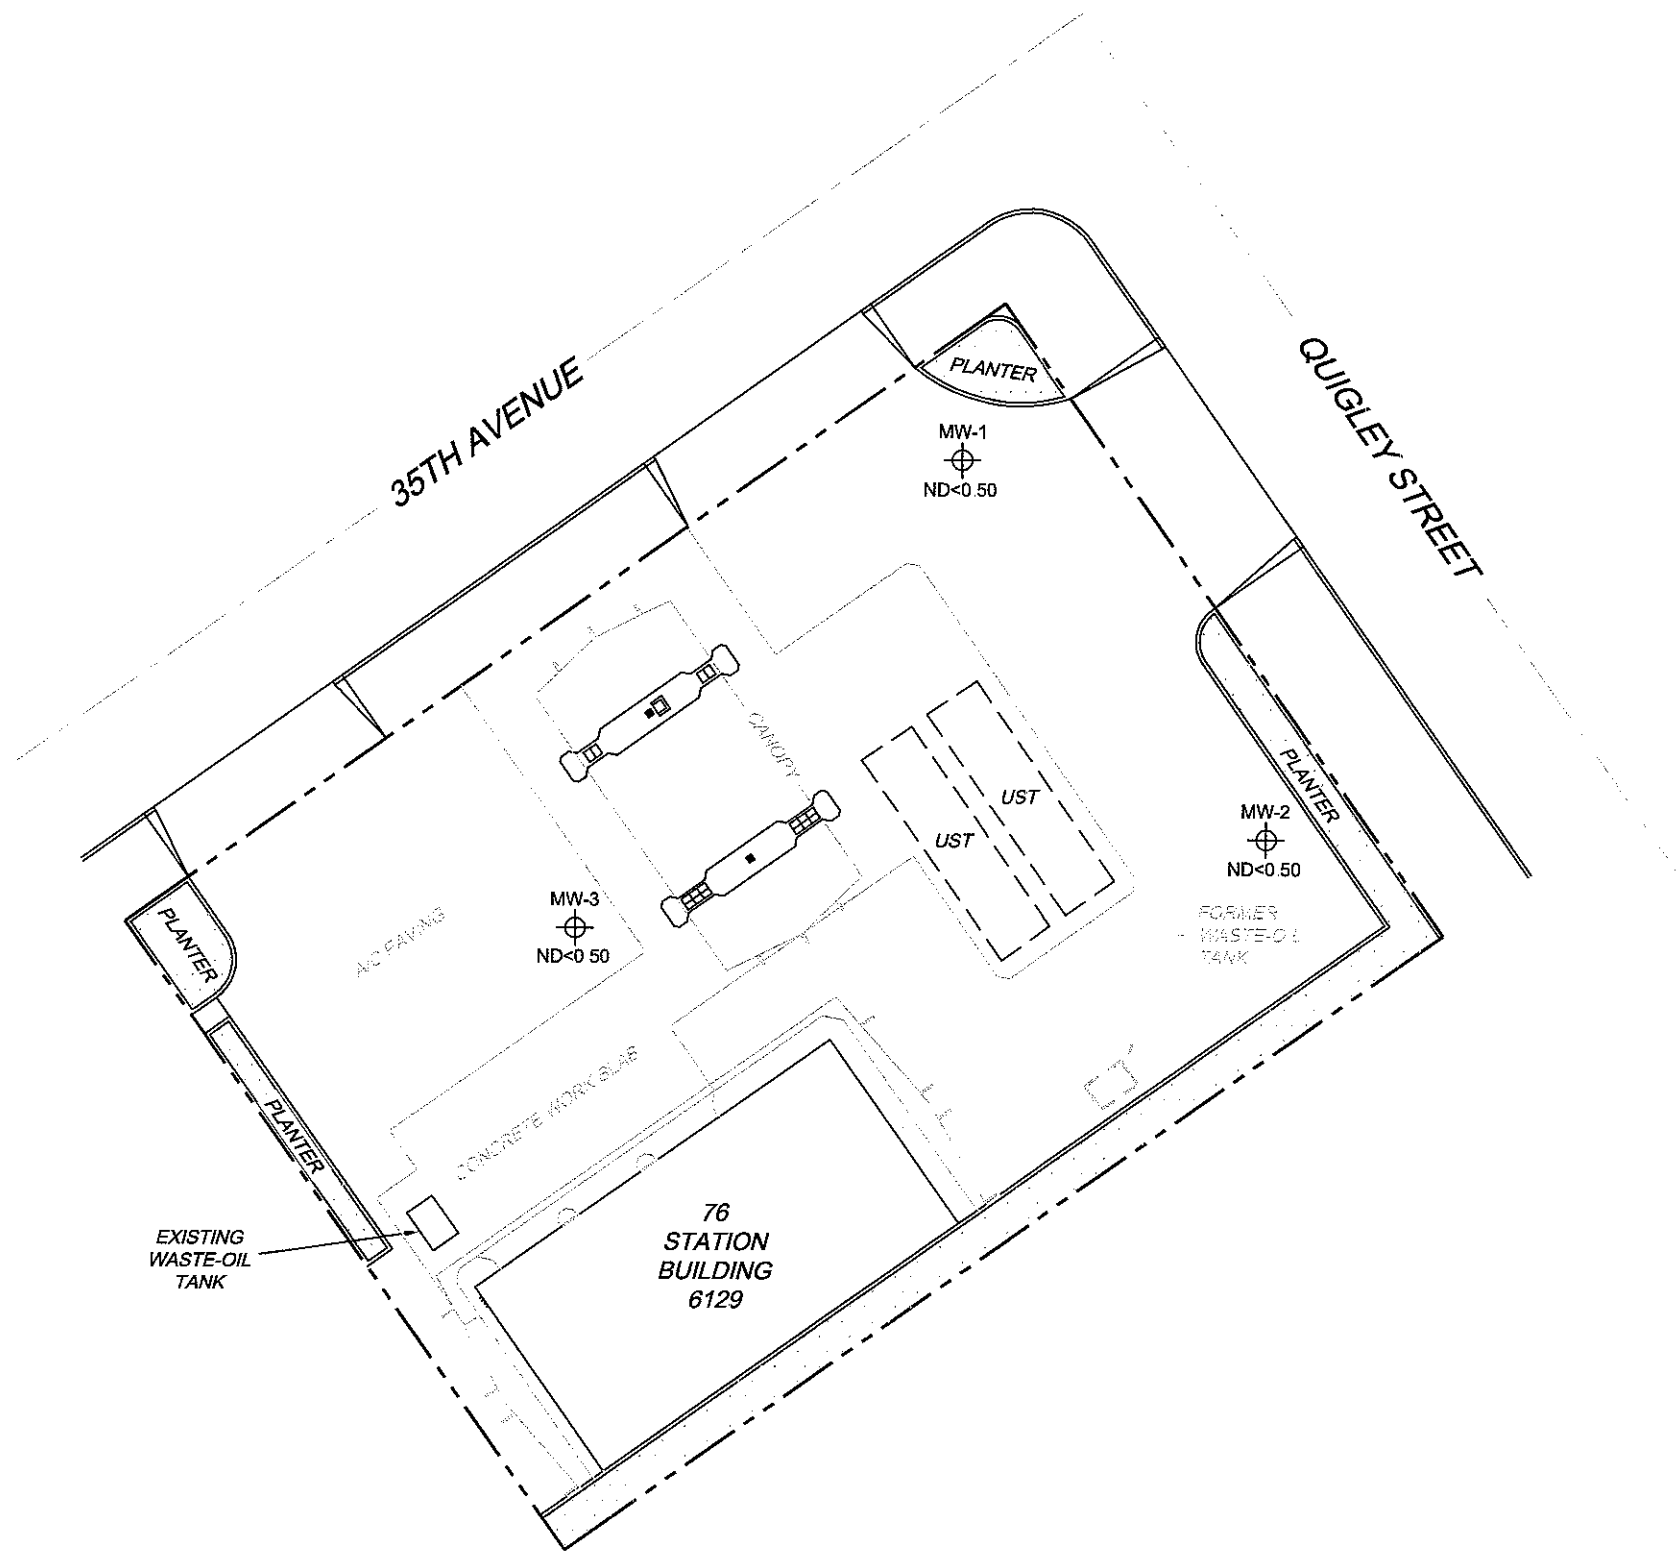 35TH AVENUE
QUIGLEY STREET
PLANTER
MW-1
ND<0.50
CANOPY
UST
UST
PLANTER
MW-2
ND<0.50
FORMER
WASTE-OIL
TANK
MW-3
ND<0 50
A/C PAVING
PLANTER
PLANTER
CONCRETE WORK SLAB
EXISTING
WASTE-OIL
TANK
76
STATION
BUILDING
6129